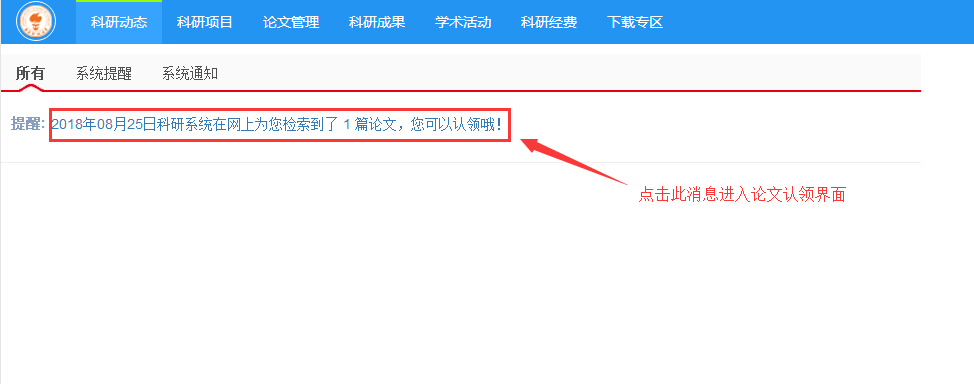 科研动态 科研项目 论文管理 科研成果 学术活动 科研经费 下载专区
所有 系统提醒 系统通知
提醒: 2018年08月25日科研系统在网上为您检索到了 1 篇论文，您可以认领哦！
点击此消息进入论文认领界面